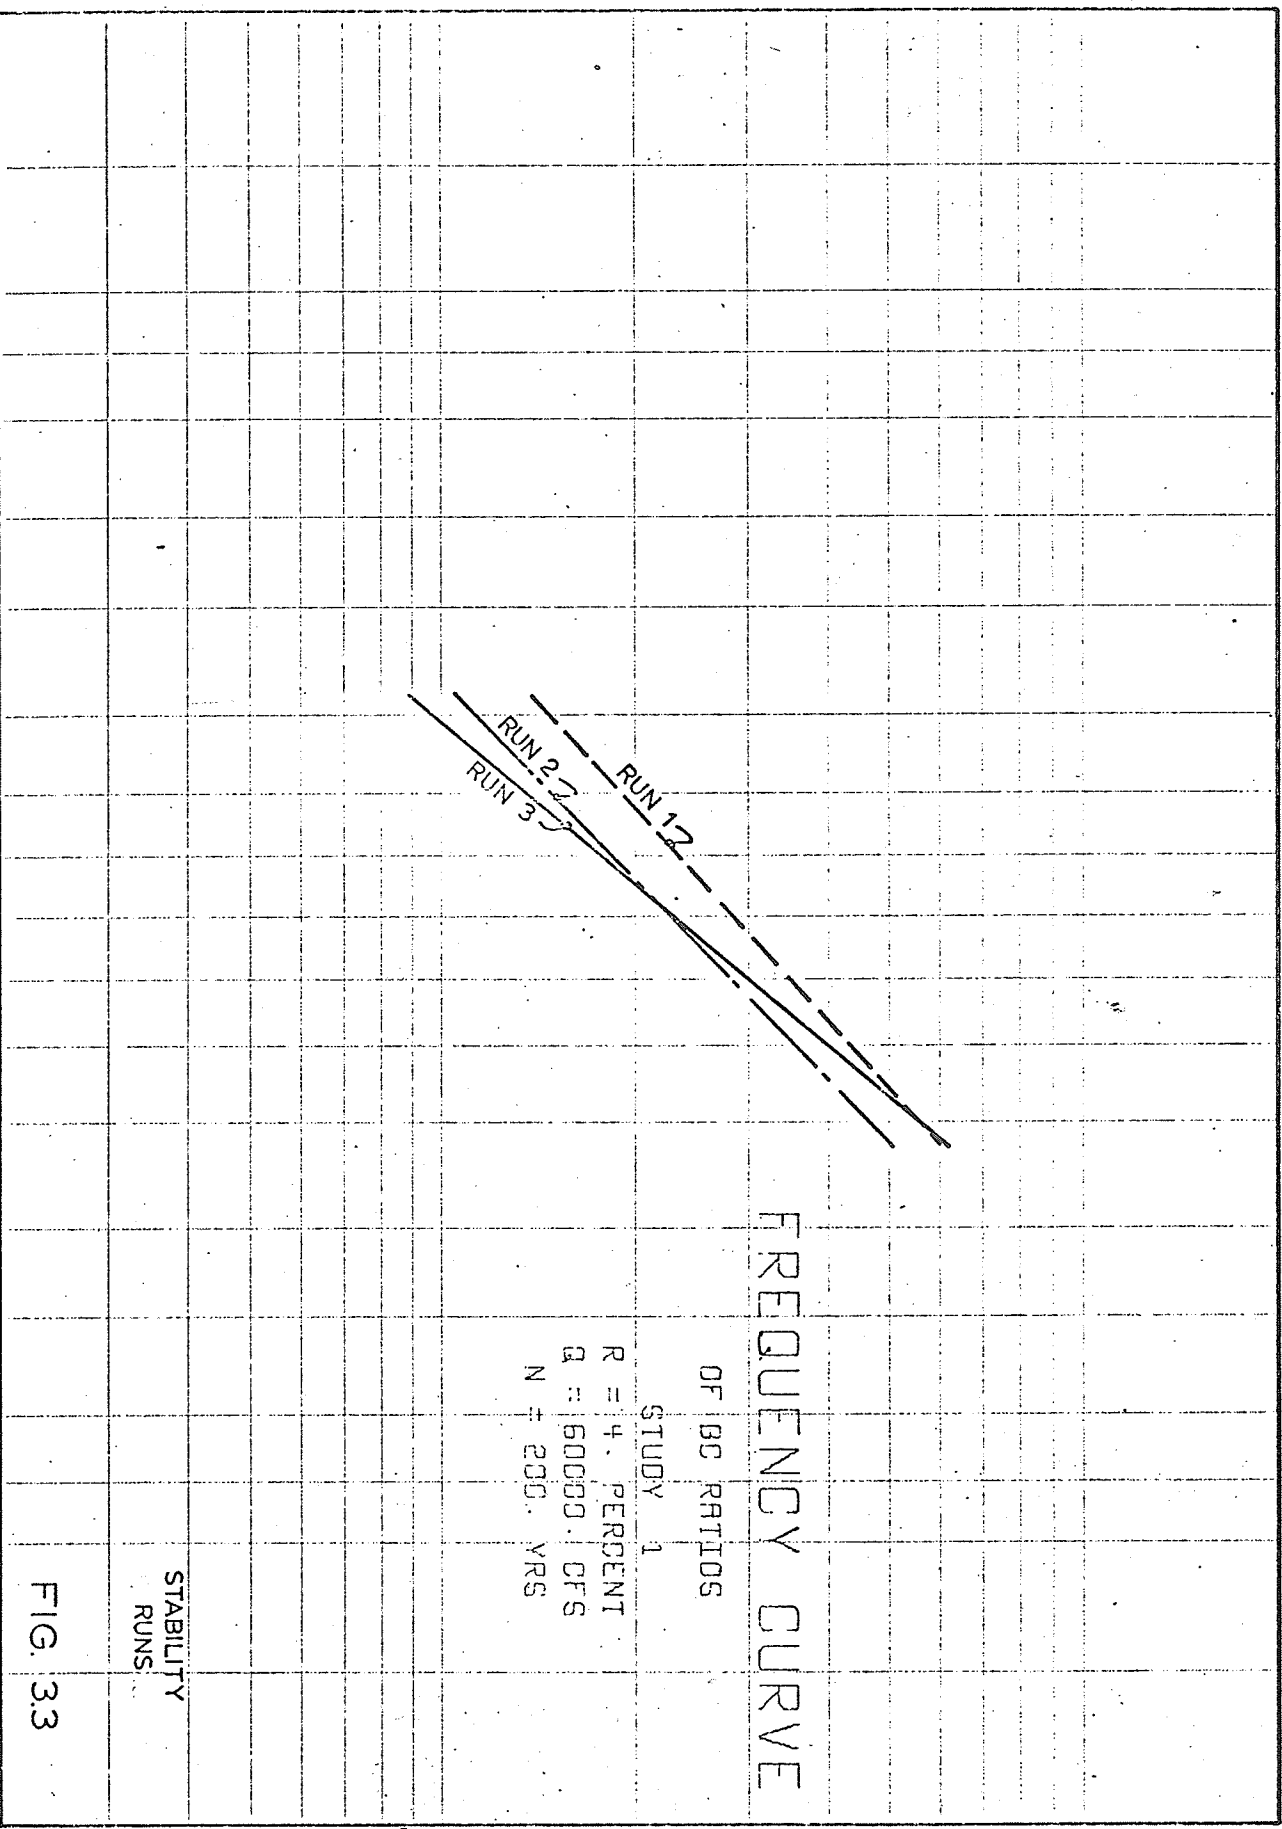 FREQUENCY CURVE
OF BC RATIOS
STUDY 1
R = 4. PERCENT
Q = 60000. CFS
N = 200. YRS
RUN 1
RUN 2
RUN 3
STABILITY
RUNS
FIG. 3.3